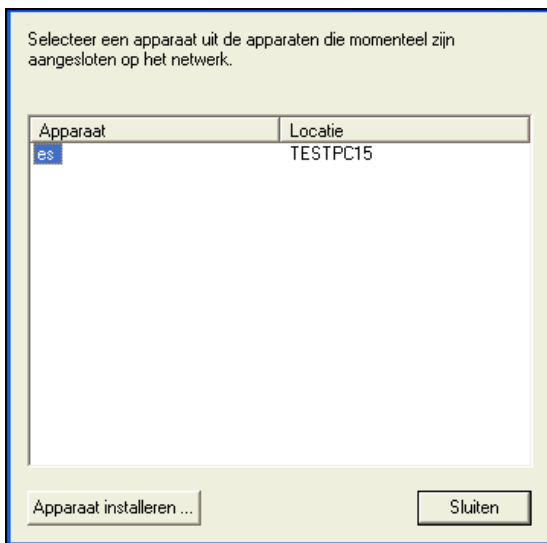 Selecteer een apparaat uit de apparaten die momenteel zijn
aangesloten op het netwerk.
Apparaat Locatie
es TESTPC15
Apparaat installeren ... Sluiten